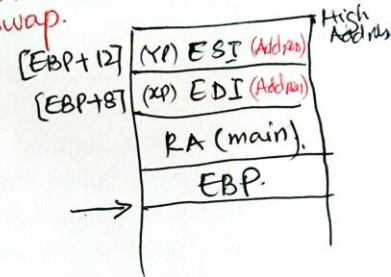 swap.
High
Address
[EBP+12] (YP) ESI (Address)
[EBP+8] (XP) EDI (Address)
RA (main).
EBP.